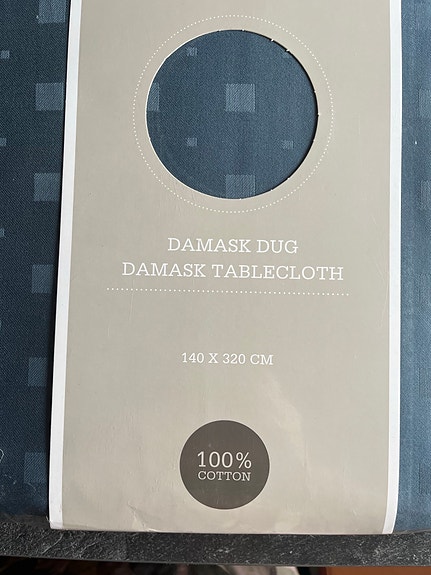 DAMASK DUG
DAMASK TABLECLOTH
140 X 320 CM
100%
COTTON